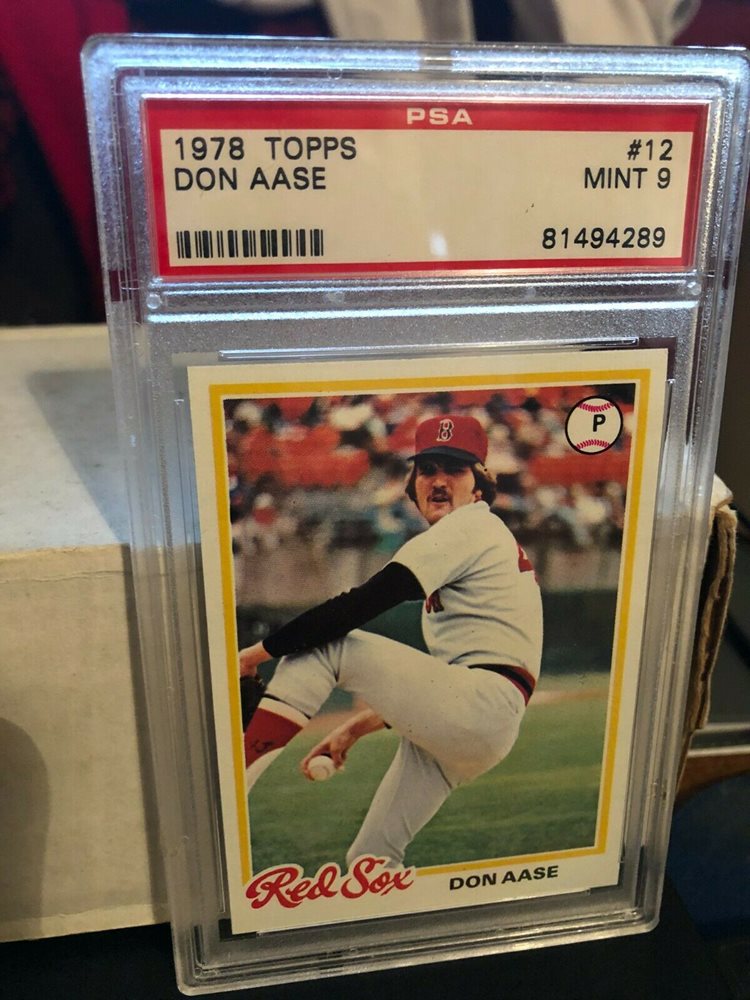 PSA
1978 TOPPS #12
DON AASE MINT 9
81494289
B
P
Red Sox DON AASE